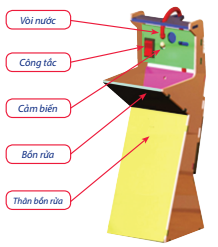 Vòi nước
Công tắc
Cảm biến
Bồn rửa
Thân bồn rửa